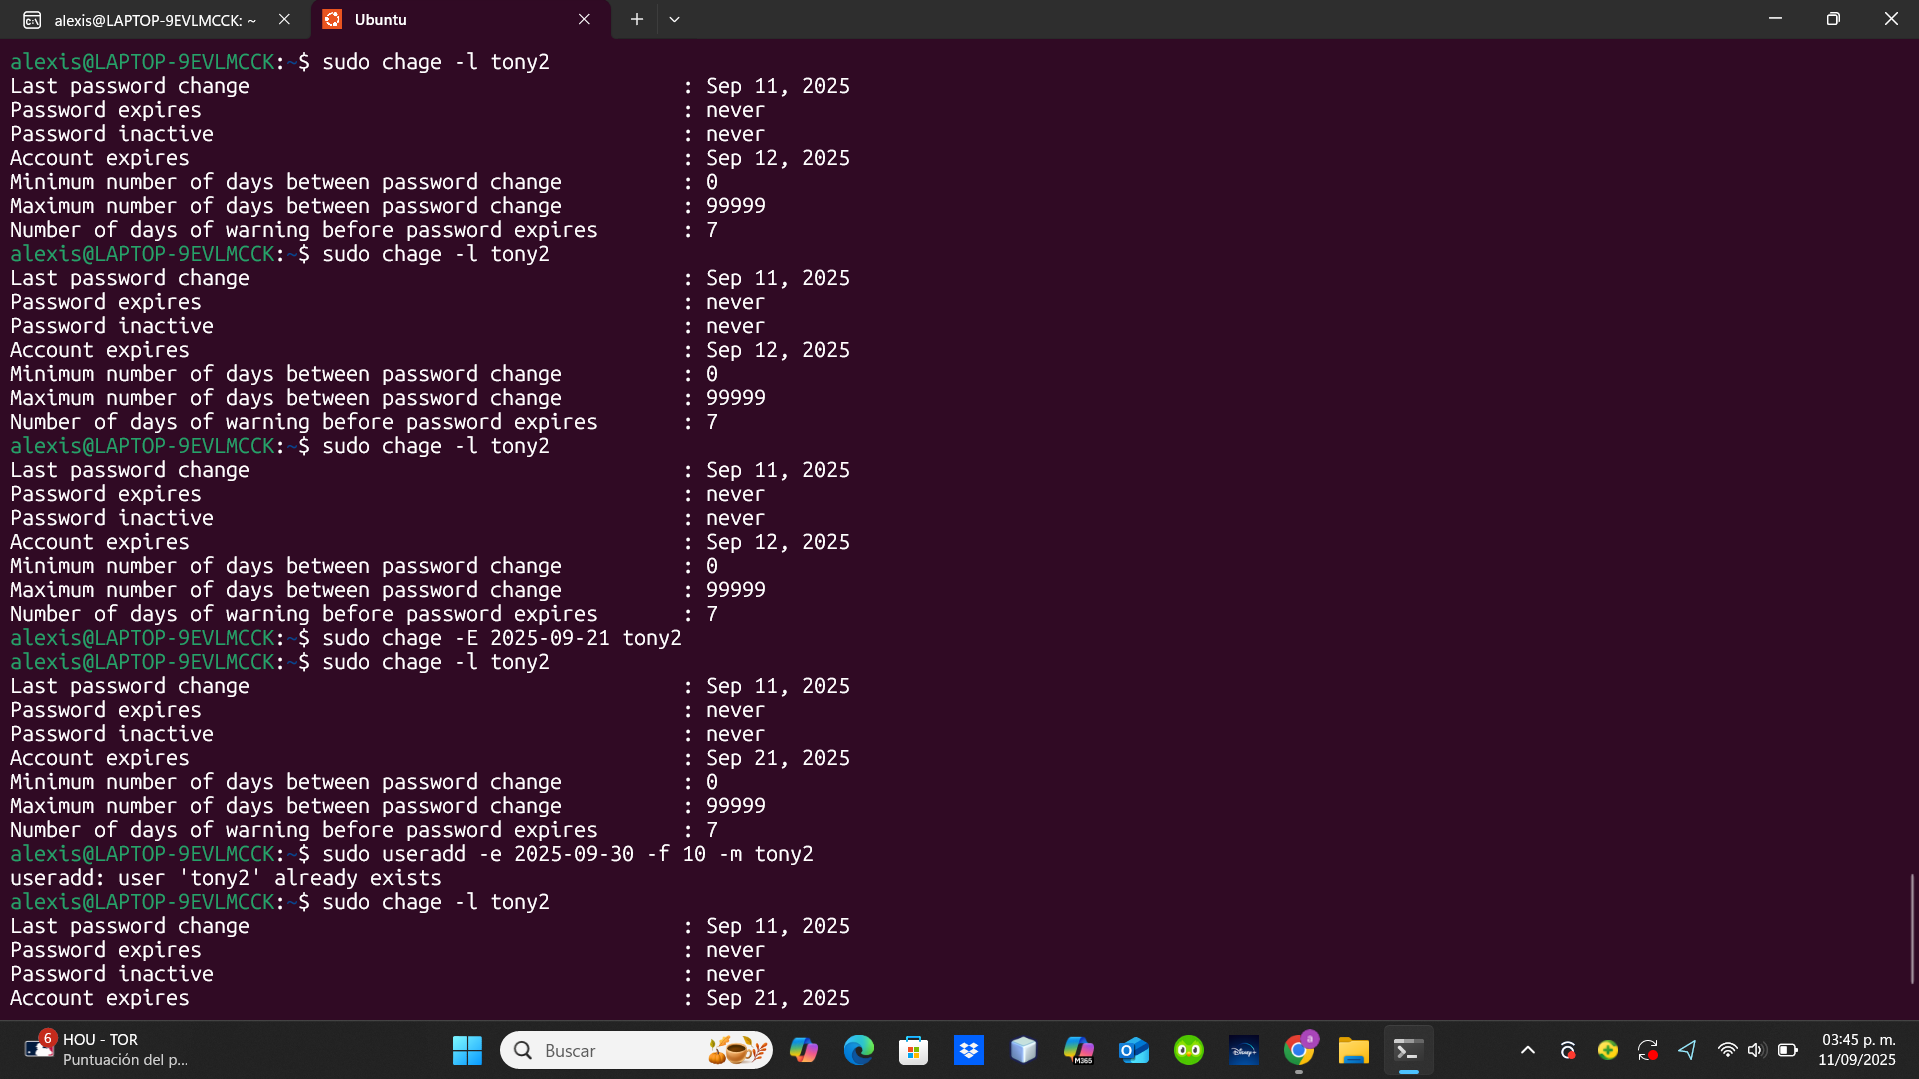 alexis@LAPTOP-9EVLMCCK: ~
Ubuntu
alexis@LAPTOP-9EVLMCCK:~$ sudo chage -l tony2
Last password change : Sep 11, 2025
Password expires : never
Password inactive : never
Account expires : Sep 12, 2025
Minimum number of days between password change : 0
Maximum number of days between password change : 99999
Number of days of warning before password expires : 7
alexis@LAPTOP-9EVLMCCK:~$ sudo chage -l tony2
Last password change : Sep 11, 2025
Password expires : never
Password inactive : never
Account expires : Sep 12, 2025
Minimum number of days between password change : 0
Maximum number of days between password change : 99999
Number of days of warning before password expires : 7
alexis@LAPTOP-9EVLMCCK:~$ sudo chage -l tony2
Last password change : Sep 11, 2025
Password expires : never
Password inactive : never
Account expires : Sep 12, 2025
Minimum number of days between password change : 0
Maximum number of days between password change : 99999
Number of days of warning before password expires : 7
alexis@LAPTOP-9EVLMCCK:~$ sudo chage -E 2025-09-21 tony2
alexis@LAPTOP-9EVLMCCK:~$ sudo chage -l tony2
Last password change : Sep 11, 2025
Password expires : never
Password inactive : never
Account expires : Sep 21, 2025
Minimum number of days between password change : 0
Maximum number of days between password change : 99999
Number of days of warning before password expires : 7
alexis@LAPTOP-9EVLMCCK:~$ sudo useradd -e 2025-09-30 -f 10 -m tony2
useradd: user 'tony2' already exists
alexis@LAPTOP-9EVLMCCK:~$ sudo chage -l tony2
Last password change : Sep 11, 2025
Password expires : never
Password inactive : never
Account expires : Sep 21, 2025
6
HOU - TOR
Puntuación del p...
Buscar
M365
Disney+
a
03:45 p. m.
11/09/2025